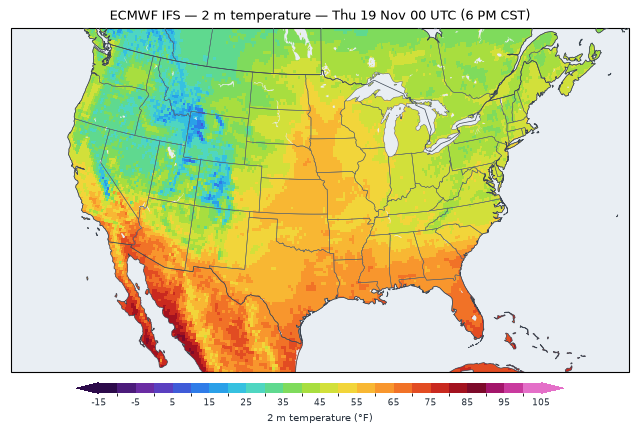 ECMWF IFS — 2 m temperature — Thu 19 Nov 00 UTC (6 PM CST)
-15 -5 5 15 25 35 45 55 65 75 85 95 105
2 m temperature (°F)